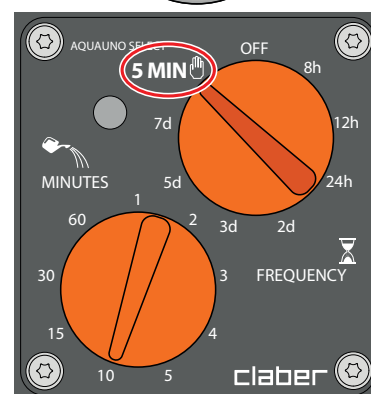 AQUAUNO SELECT
OFF
5 MIN
8h
7d
12h
MINUTES
5d
24h
1
60
2
3d
2d
30
3
FREQUENCY
15
4
10
5
claber